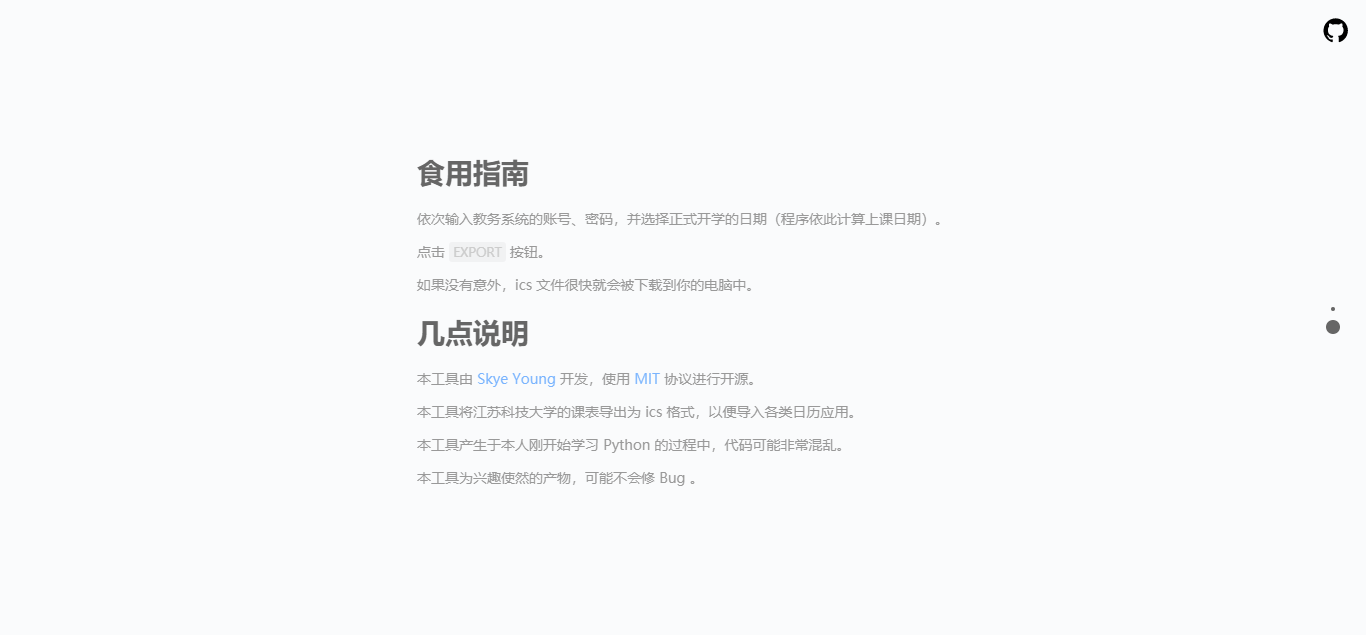 食用指南
依次输入教务系统的账号、密码，并选择正式开学的日期（程序依此计算上课日期）。
点击 EXPORT 按钮。
如果没有意外，ics 文件很快就会被下载到你的电脑中。
几点说明
本工具由 Skye Young 开发，使用 MIT 协议进行开源。
本工具将江苏科技大学的课表导出为 ics 格式，以便导入各类日历应用。
本工具产生于本人刚开始学习 Python 的过程中，代码可能非常混乱。
本工具为兴趣使然的产物，可能不会修 Bug 。